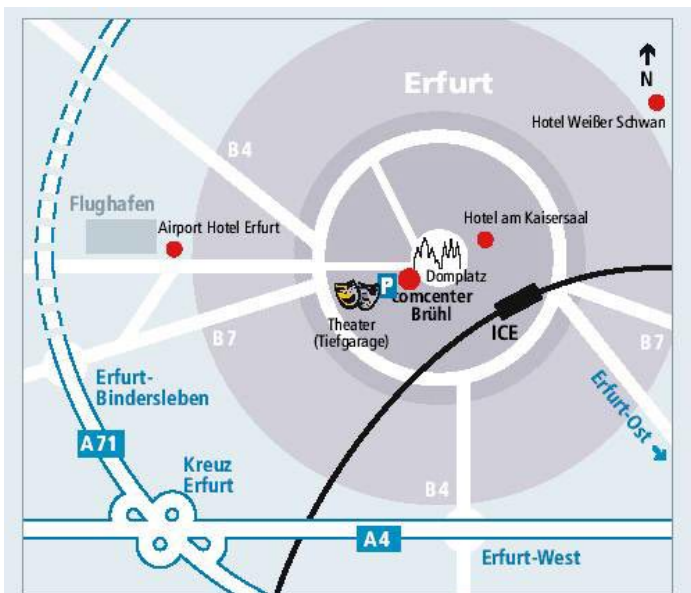 Erfurt
N
Hotel Weißer Schwan
B4
Flughafen
Airport Hotel Erfurt
Hotel am Kaisersaal
Domplatz
P
comcenter
Brühl
Theater
(Tiefgarage)
ICE
B7
B7
Erfurt-
Bindersleben
Erfurt-Ost
A71
Kreuz
Erfurt
B4
A4
Erfurt-West